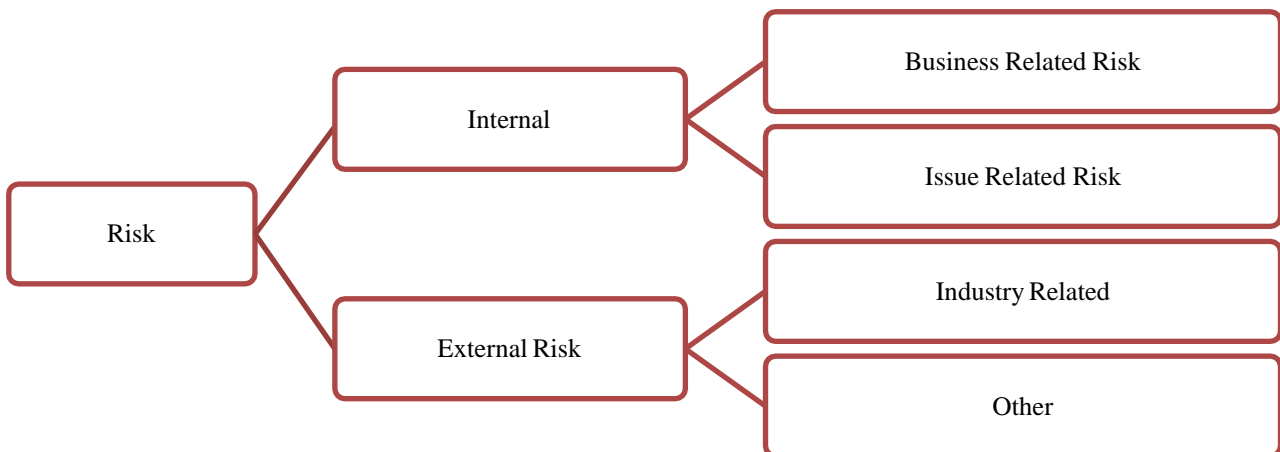 Risk
Internal
Business Related Risk
Issue Related Risk
External Risk
Industry Related
Other